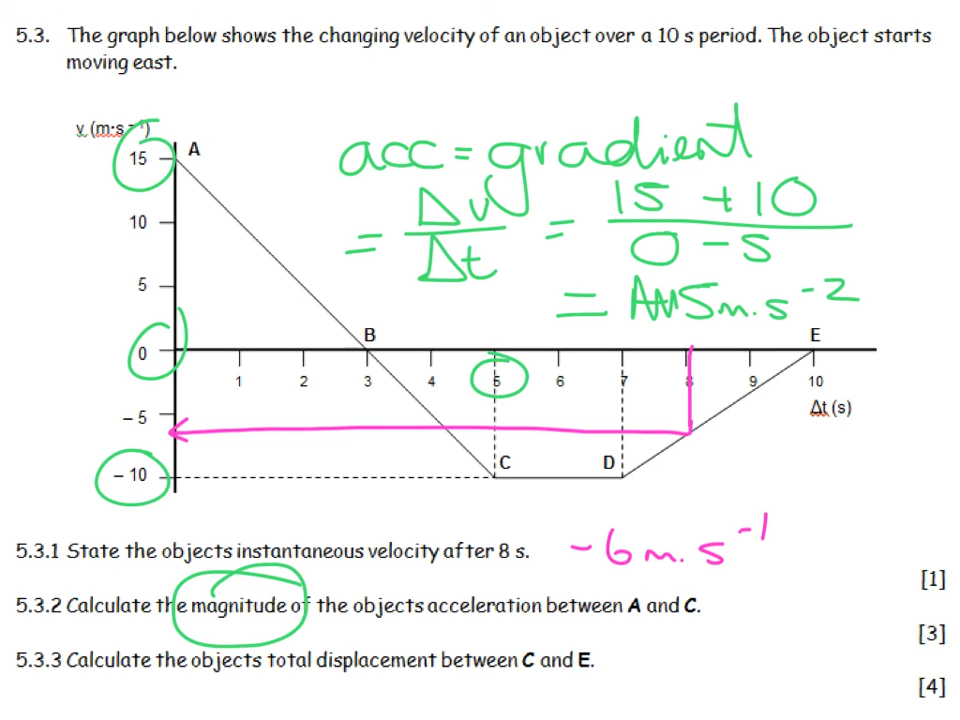 5.3. The graph below shows the changing velocity of an object over a 10 s period. The object starts
moving east.
v (m·s⁻¹)
15
A
acc = gradient
= Δv/Δt = 15 + 10 / 0 - 5
= 5m.s⁻²
10
5
0
B
E
1 2 3 4 5 6 7 8 9 10
Δt (s)
– 5
C
D
– 10
5.3.1 State the objects instantaneous velocity after 8 s. -6m.s⁻¹
[1]
5.3.2 Calculate the magnitude of the objects acceleration between A and C.
[3]
5.3.3 Calculate the objects total displacement between C and E.
[4]